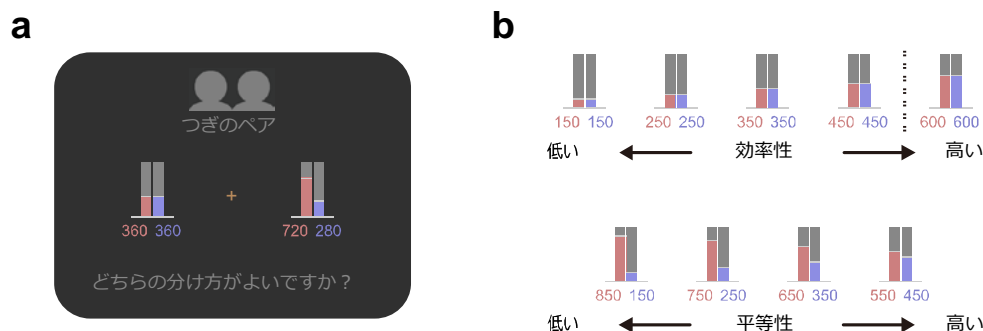 a
つぎのペア
360 360
+
720 280
どちらの分け方がよいですか？
b
150 150
250 250
350 350
450 450
600 600
低い
効率性
高い
850 150
750 250
650 350
550 450
低い
平等性
高い